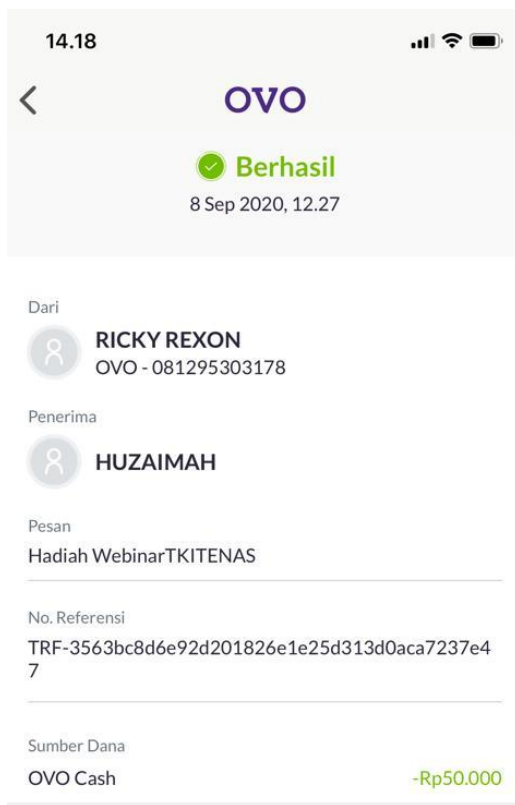 14.18
OVO
Berhasil
8 Sep 2020, 12.27
Dari
RICKY REXON
OVO - 081295303178
Penerima
HUZAIMAH
Pesan
Hadiah WebinarTKITENAS
No. Referensi
TRF-3563bc8d6e92d201826e1e25d313d0aca7237e4
7
Sumber Dana
OVO Cash -Rp50.000